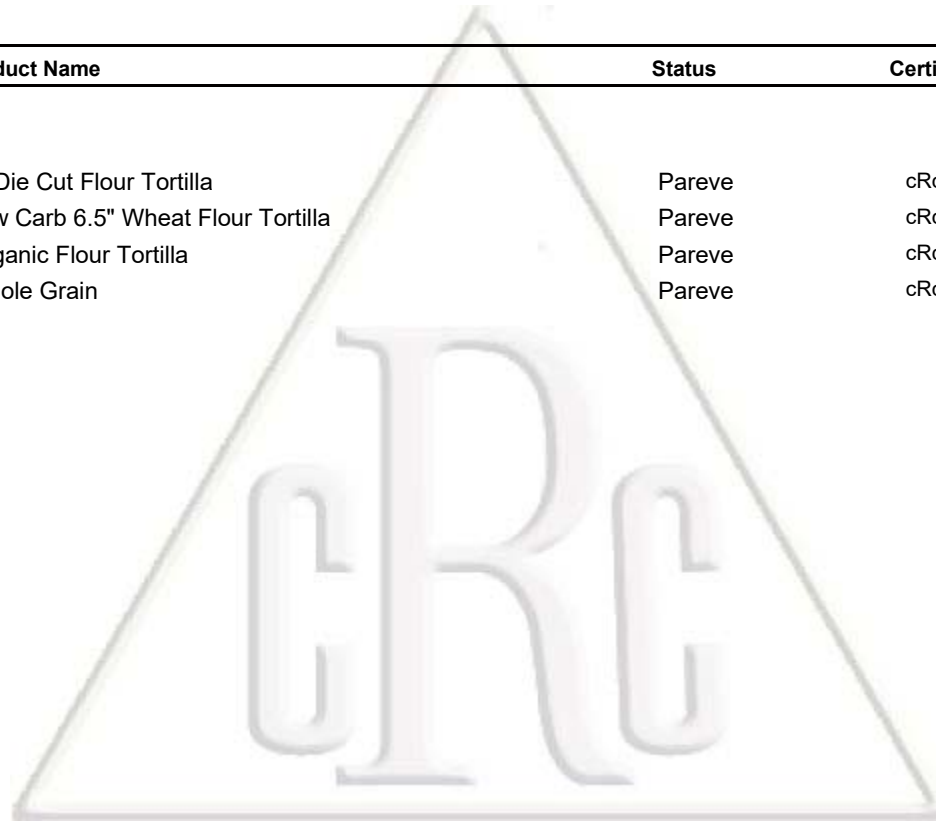 duct Name Status Certi
Die Cut Flour Tortilla Pareve cRc
w Carb 6.5" Wheat Flour Tortilla Pareve cRc
ganic Flour Tortilla Pareve cRc
ole Grain Pareve cRc
cRc